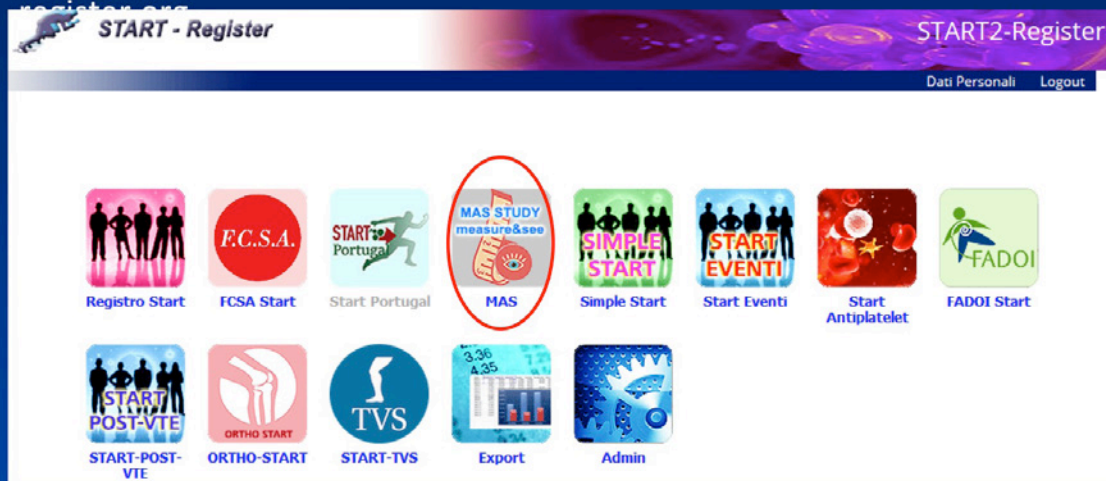 register.org
START - Register
START2-Register
Dati Personali Logout
F.C.S.A.
START
Portugal
MAS STUDY
measure&see
SIMPLE
START
START
EVENTI
FADOI
Registro Start
FCSA Start
Start Portugal
MAS
Simple Start
Start Eventi
Start
Antiplatelet
FADOI Start
START
POST-VTE
ORTHO START
TVS
3.36
4.35
START-POST-
VTE
ORTHO-START
START-TVS
Export
Admin